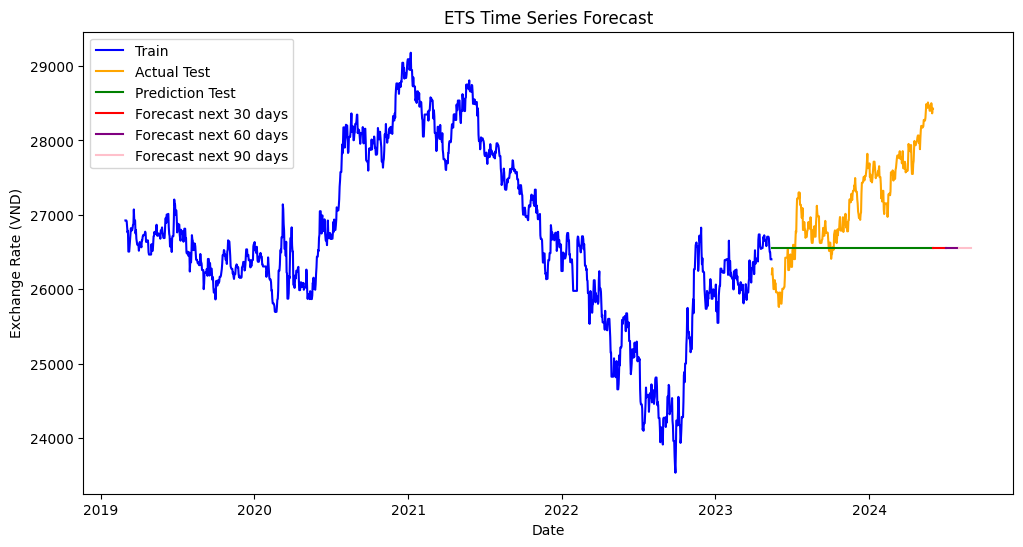 ETS Time Series Forecast
Train
Actual Test
Prediction Test
Forecast next 30 days
Forecast next 60 days
Forecast next 90 days
Exchange Rate (VND)
29000
28000
27000
26000
25000
24000
2019 2020 2021 2022 2023 2024
Date